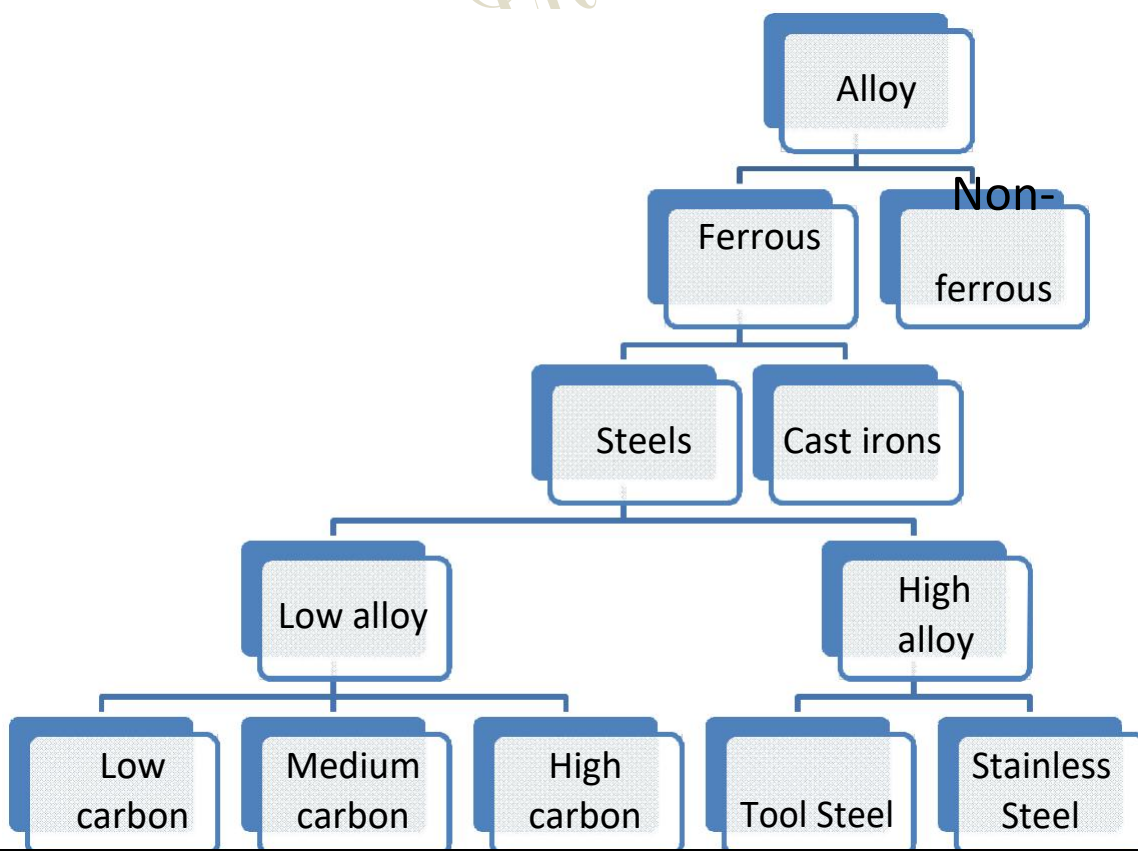 Alloy
Ferrous
Non-
ferrous
Steels
Cast irons
Low alloy
High
alloy
Low
carbon
Medium
carbon
High
carbon
Tool Steel
Stainless
Steel